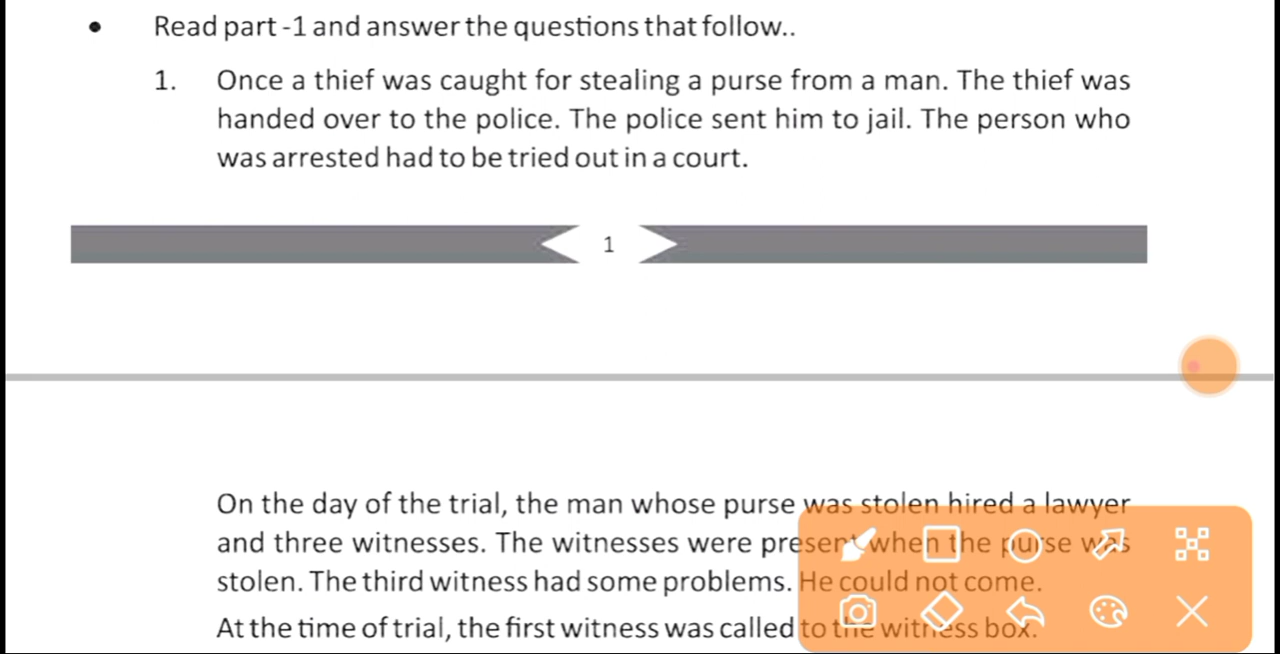 • Read part -1 and answer the questions that follow..
1. Once a thief was caught for stealing a purse from a man. The thief was
handed over to the police. The police sent him to jail. The person who
was arrested had to be tried out in a court.
1
On the day of the trial, the man whose purse was stolen hired a lawyer
and three witnesses. The witnesses were present when the purse was
stolen. The third witness had some problems. He could not come.
At the time of trial, the first witness was called to the witness box.